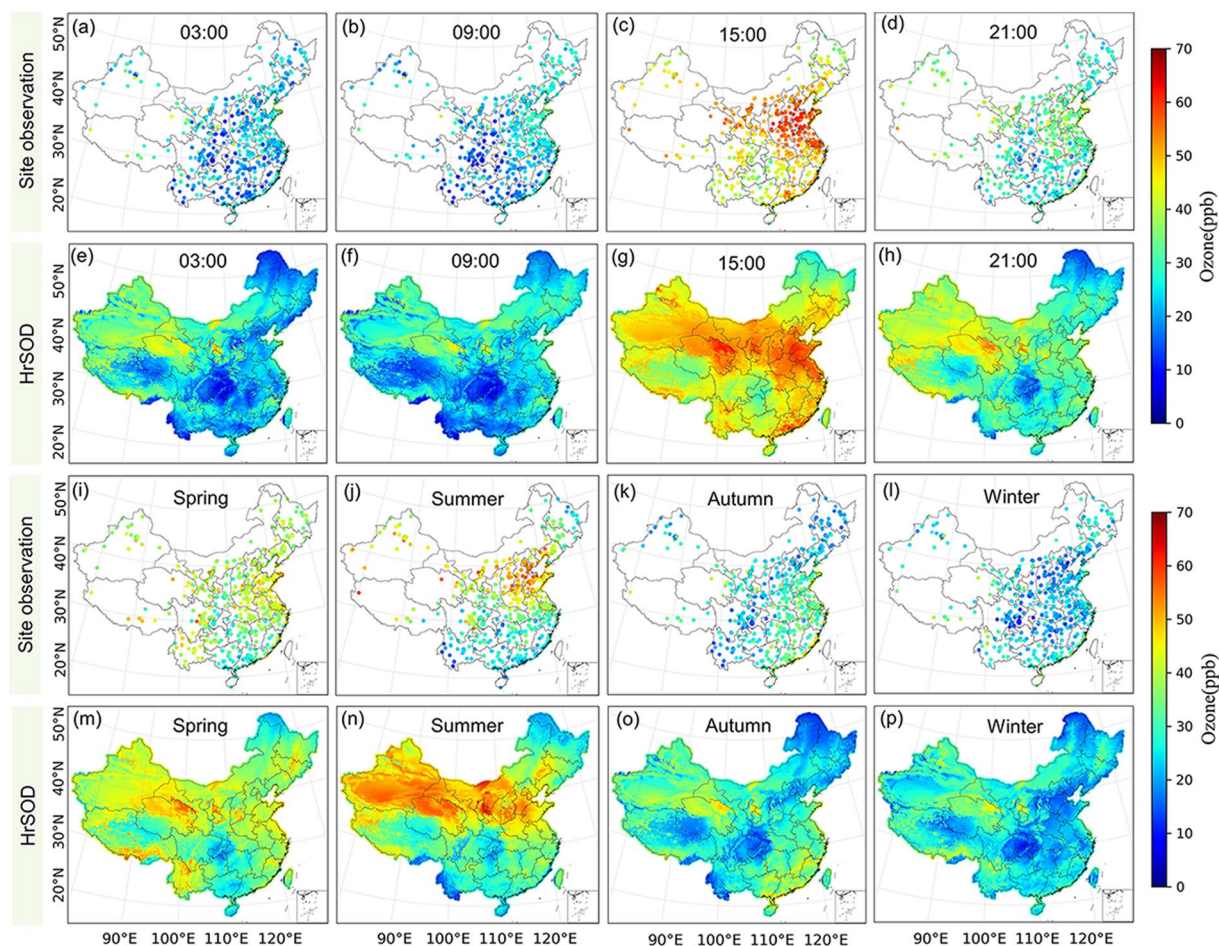 (a) 03:00
(b) 09:00
(c) 15:00
(d) 21:00
Site observation
50°N
40°N
30°N
20°N
70
60
50
40
30
20
10
0
Ozone(ppb)
(e) 03:00
(f) 09:00
(g) 15:00
(h) 21:00
HrSOD
50°N
40°N
30°N
20°N
(i) Spring
(j) Summer
(k) Autumn
(l) Winter
Site observation
50°N
40°N
30°N
20°N
70
60
50
40
30
20
10
0
Ozone(ppb)
(m) Spring
(n) Summer
(o) Autumn
(p) Winter
HrSOD
50°N
40°N
30°N
20°N
90°E 100°E 110°E 120°E
90°E 100°E 110°E 120°E
90°E 100°E 110°E 120°E
90°E 100°E 110°E 120°E